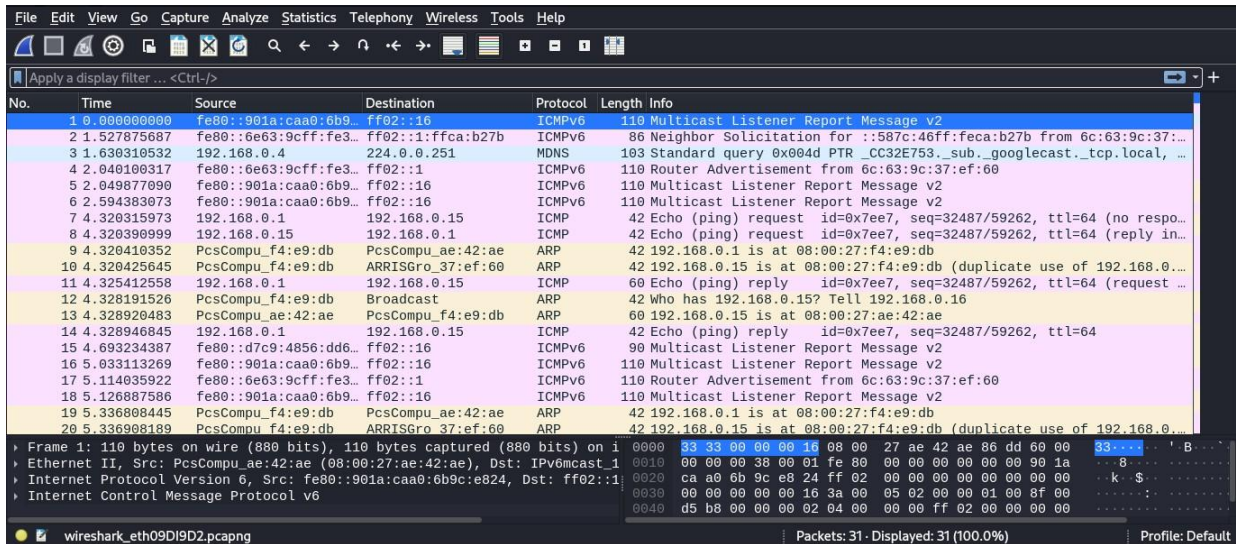 File Edit View Go Capture Analyze Statistics Telephony Wireless Tools Help
Apply a display filter … <Ctrl-/>
No. Time Source Destination Protocol Length Info
1 0.000000000 fe80::901a:caa0:6b9… ff02::16 ICMPv6 110 Multicast Listener Report Message v2
2 1.527875687 fe80::6e63:9cff:fe3… ff02::1:ffca:b27b ICMPv6 86 Neighbor Solicitation for ::587c:46ff:feca:b27b from 6c:63:9c:37:…
3 1.630310532 192.168.0.4 224.0.0.251 MDNS 103 Standard query 0x004d PTR _CC32E753._sub._googlecast._tcp.local, …
4 2.040100317 fe80::6e63:9cff:fe3… ff02::1 ICMPv6 110 Router Advertisement from 6c:63:9c:37:ef:60
5 2.049877090 fe80::901a:caa0:6b9… ff02::16 ICMPv6 110 Multicast Listener Report Message v2
6 2.594383073 fe80::901a:caa0:6b9… ff02::16 ICMPv6 110 Multicast Listener Report Message v2
7 4.320315973 192.168.0.1 192.168.0.15 ICMP 42 Echo (ping) request id=0x7ee7, seq=32487/59262, ttl=64 (no respo…
8 4.320390999 192.168.0.15 192.168.0.1 ICMP 42 Echo (ping) request id=0x7ee7, seq=32487/59262, ttl=64 (reply in…
9 4.320410352 PcsCompu_f4:e9:db PcsCompu_ae:42:ae ARP 42 192.168.0.1 is at 08:00:27:f4:e9:db
10 4.320425645 PcsCompu_f4:e9:db ARRISGro_37:ef:60 ARP 42 192.168.0.15 is at 08:00:27:f4:e9:db (duplicate use of 192.168.0.…
11 4.325412558 192.168.0.1 192.168.0.15 ICMP 60 Echo (ping) reply id=0x7ee7, seq=32487/59262, ttl=64 (request …
12 4.328191526 PcsCompu_f4:e9:db Broadcast ARP 42 Who has 192.168.0.15? Tell 192.168.0.16
13 4.328920483 PcsCompu_ae:42:ae PcsCompu_f4:e9:db ARP 60 192.168.0.15 is at 08:00:27:ae:42:ae
14 4.328946845 192.168.0.1 192.168.0.15 ICMP 42 Echo (ping) reply id=0x7ee7, seq=32487/59262, ttl=64
15 4.693234387 fe80::d7c9:4856:dd6… ff02::16 ICMPv6 90 Multicast Listener Report Message v2
16 5.033113269 fe80::901a:caa0:6b9… ff02::16 ICMPv6 110 Multicast Listener Report Message v2
17 5.114035922 fe80::6e63:9cff:fe3… ff02::1 ICMPv6 110 Router Advertisement from 6c:63:9c:37:ef:60
18 5.126887586 fe80::901a:caa0:6b9… ff02::16 ICMPv6 110 Multicast Listener Report Message v2
19 5.336808445 PcsCompu_f4:e9:db PcsCompu_ae:42:ae ARP 42 192.168.0.1 is at 08:00:27:f4:e9:db
20 5.336908189 PcsCompu_f4:e9:db ARRISGro_37:ef:60 ARP 42 192.168.0.15 is at 08:00:27:f4:e9:db (duplicate use of 192.168.0.…
Frame 1: 110 bytes on wire (880 bits), 110 bytes captured (880 bits) on i
Ethernet II, Src: PcsCompu_ae:42:ae (08:00:27:ae:42:ae), Dst: IPv6mcast_1
Internet Protocol Version 6, Src: fe80::901a:caa0:6b9c:e824, Dst: ff02::1
Internet Control Message Protocol v6
0000 33 33 00 00 00 16 08 00 27 ae 42 ae 86 dd 60 00 33····· ·'·B···`·
0010 00 00 00 38 00 01 fe 80 00 00 00 00 00 00 90 1a ···8···· ········
0020 ca a0 6b 9c e8 24 ff 02 00 00 00 00 00 00 00 00 ··k··$·· ········
0030 00 00 00 00 00 16 3a 00 05 02 00 00 01 00 8f 00 ······:· ········
0040 d5 b8 00 00 00 02 04 00 00 00 ff 02 00 00 00 00 ········ ········
wireshark_eth09DI9D2.pcapng Packets: 31 · Displayed: 31 (100.0%) Profile: Default